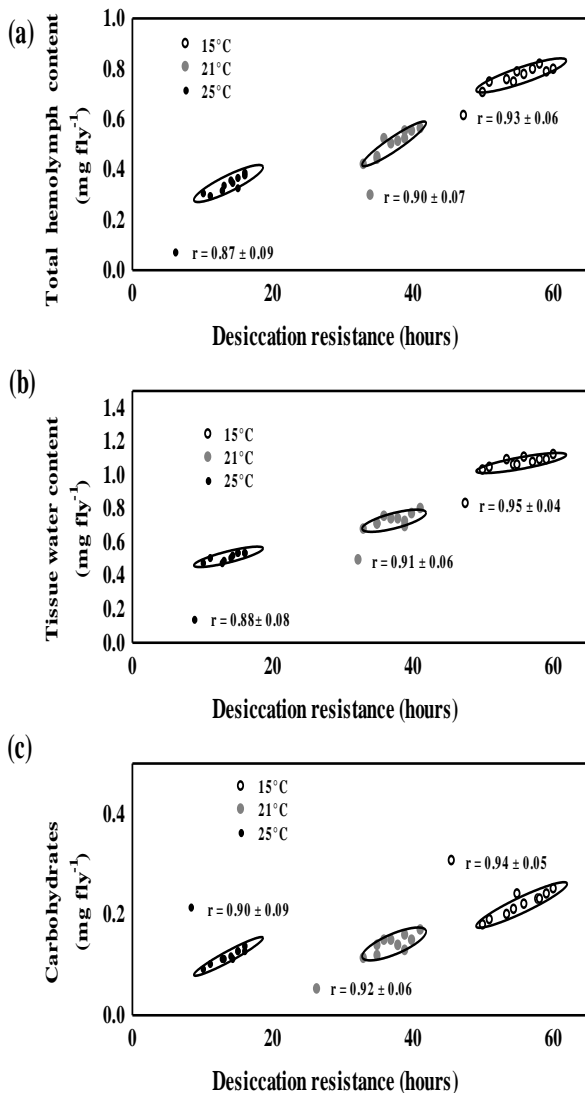 (a)
Total hemolymph content
(mg fly-1)
1.0
0.8
0.6
0.4
0.2
0.0
15°C
21°C
25°C
r = 0.93 ± 0.06
r = 0.90 ± 0.07
r = 0.87 ± 0.09
0 20 40 60
Desiccation resistance (hours)
(b)
Tissue water content
(mg fly-1)
1.4
1.2
1.0
0.8
0.6
0.4
0.2
0.0
15°C
21°C
25°C
r = 0.95 ± 0.04
r = 0.91 ± 0.06
r = 0.88± 0.08
0 20 40 60
Desiccation resistance (hours)
(c)
Carbohydrates
(mg fly-1)
0.4
0.2
0.0
15°C
21°C
25°C
r = 0.94 ± 0.05
r = 0.90 ± 0.09
r = 0.92 ± 0.06
0 20 40 60
Desiccation resistance (hours)